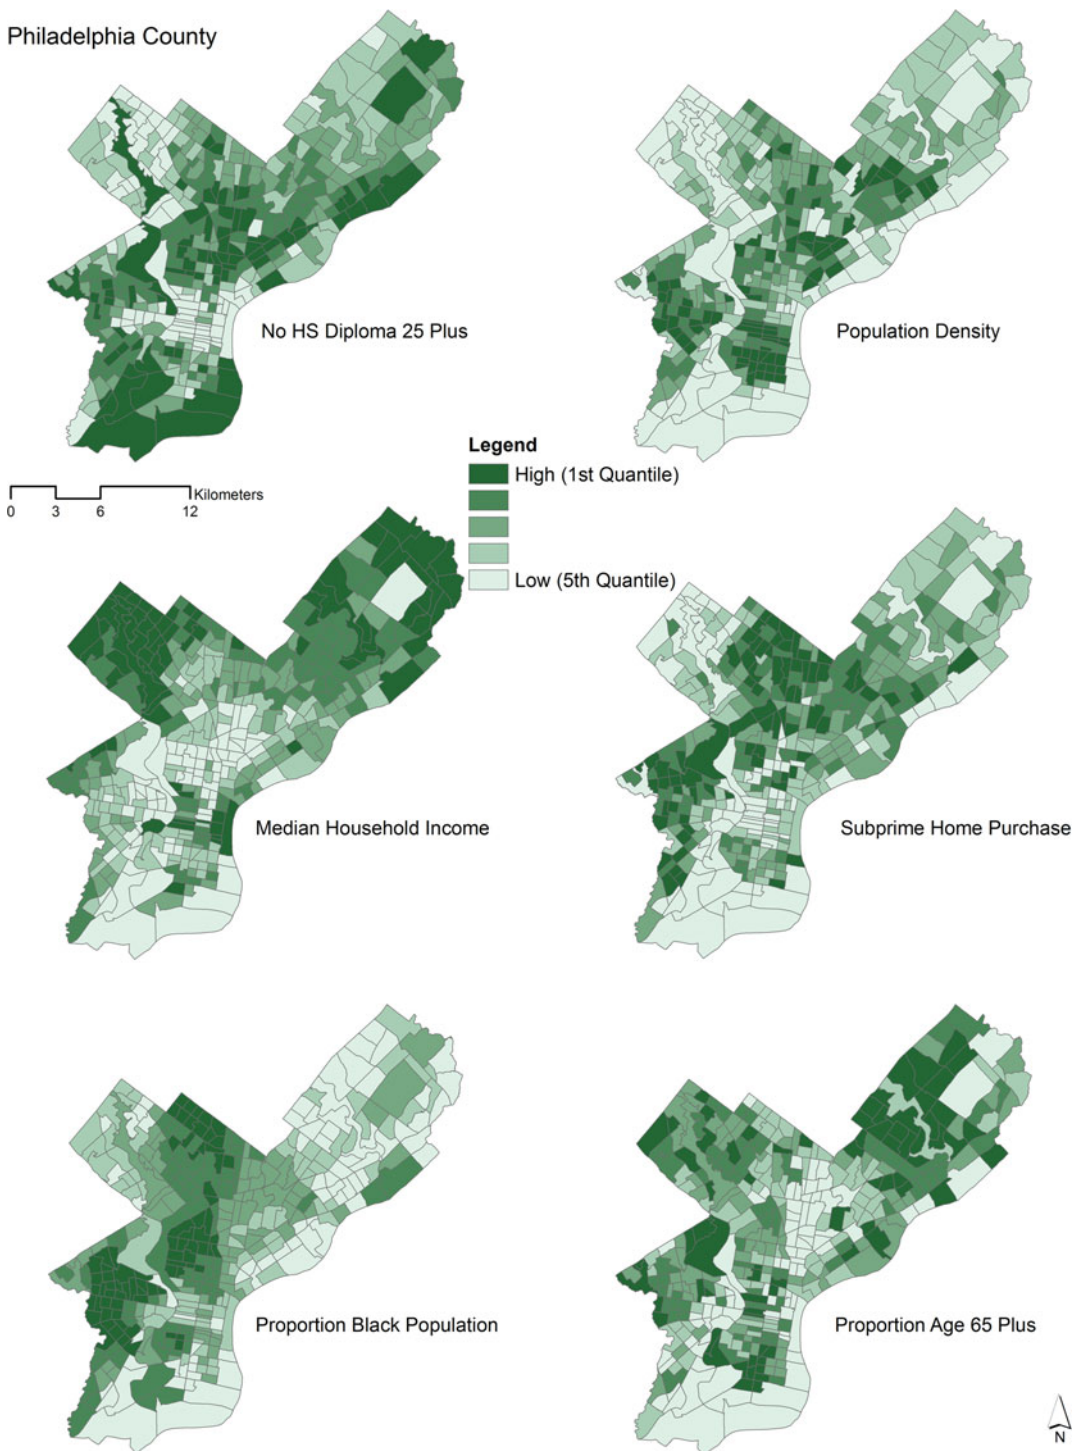 Philadelphia County
No HS Diploma 25 Plus
Population Density
Legend
High (1st Quantile)
Low (5th Quantile)
Kilometers
0 3 6 12
Median Household Income
Subprime Home Purchase
Proportion Black Population
Proportion Age 65 Plus
N